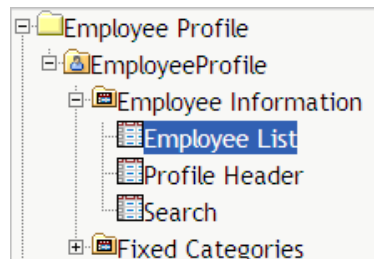 Employee Profile
EmployeeProfile
Employee Information
Employee List
Profile Header
Search
Fixed Categories